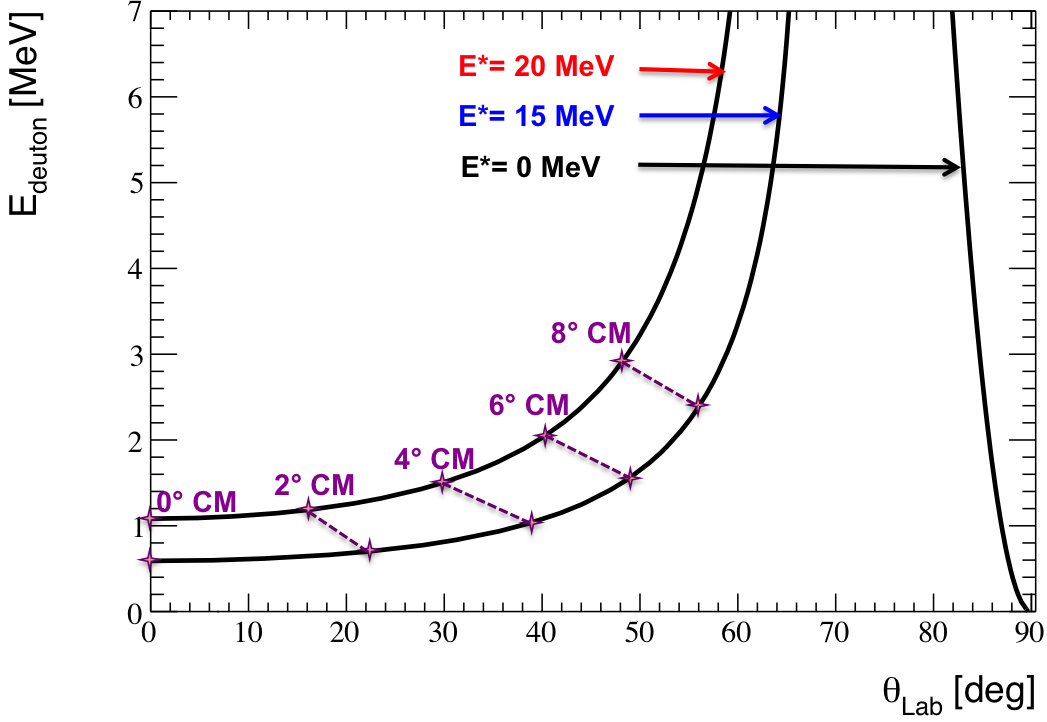 E_deuton [MeV]
7
6
5
4
3
2
1
0
E*= 20 MeV
E*= 15 MeV
E*= 0 MeV
8° CM
6° CM
4° CM
2° CM
0° CM
0 10 20 30 40 50 60 70 80 90
θ_Lab [deg]